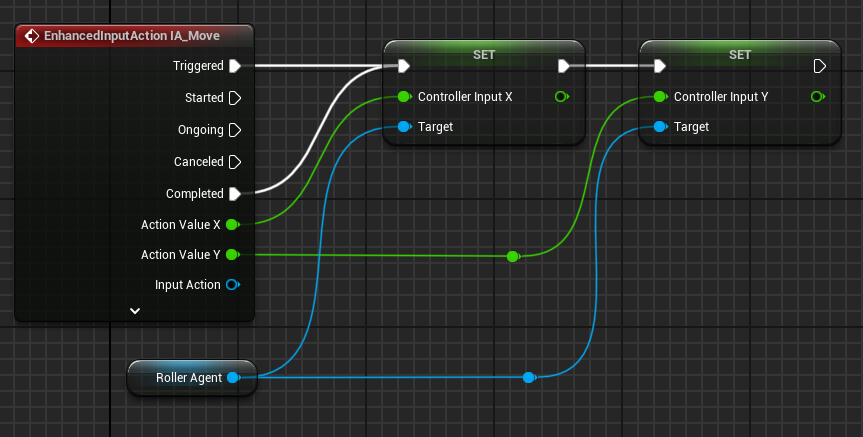 EnhancedInputAction IA_Move
Triggered
Started
Ongoing
Canceled
Completed
Action Value X
Action Value Y
Input Action
SET
Controller Input X
Target
SET
Controller Input Y
Target
Roller Agent